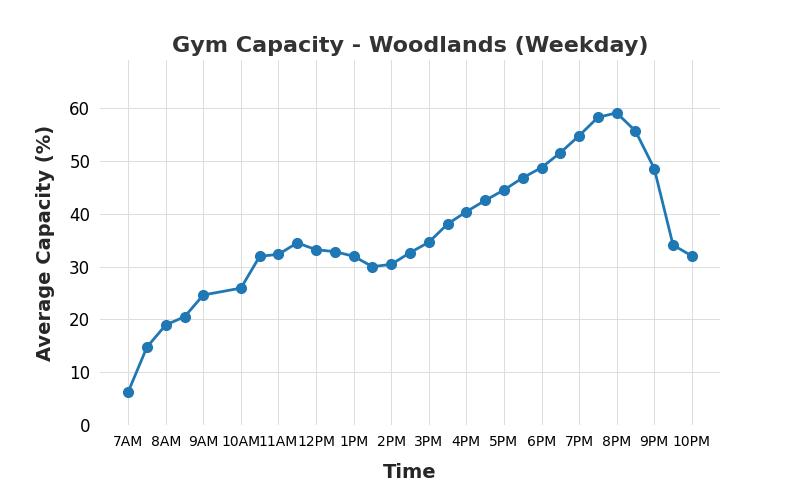 Gym Capacity - Woodlands (Weekday)
Average Capacity (%)
60
50
40
30
20
10
0
7AM 8AM 9AM 10AM 11AM 12PM 1PM 2PM 3PM 4PM 5PM 6PM 7PM 8PM 9PM 10PM
Time